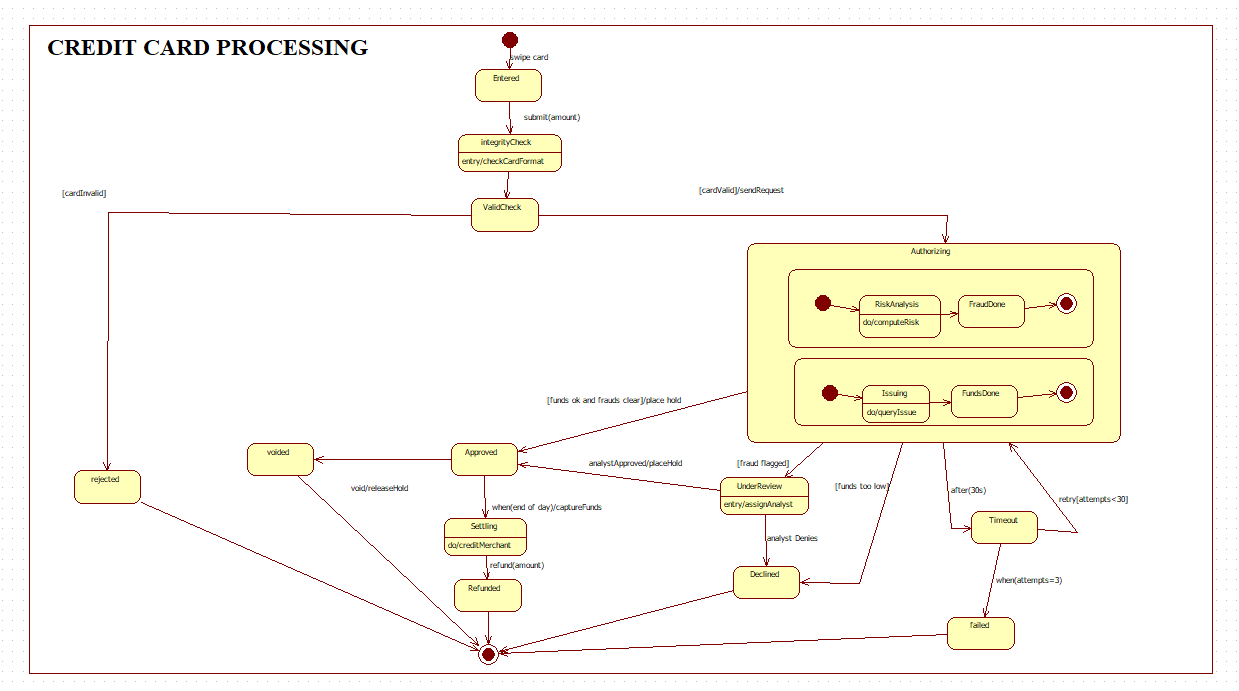 CREDIT CARD PROCESSING
swipe card
Entered
submit(amount)
integrityCheck
entry/checkCardFormat
[cardInvalid]
[cardValid]/sendRequest
ValidCheck
Authorizing
RiskAnalysis
do/computeRisk
FraudDone
Issuing
do/queryIssue
FundsDone
[funds ok and frauds clear]/place hold
voided
Approved
analystApproved/placeHold
[fraud flagged]
rejected
void/releaseHold
UnderReview
entry/assignAnalyst
[funds too low]
after(30s)
retry[attempts<30]
when(end of day)/captureFunds
Settling
do/creditMerchant
Timeout
analyst Denies
refund(amount)
Refunded
Declined
when(attempts=3)
failed